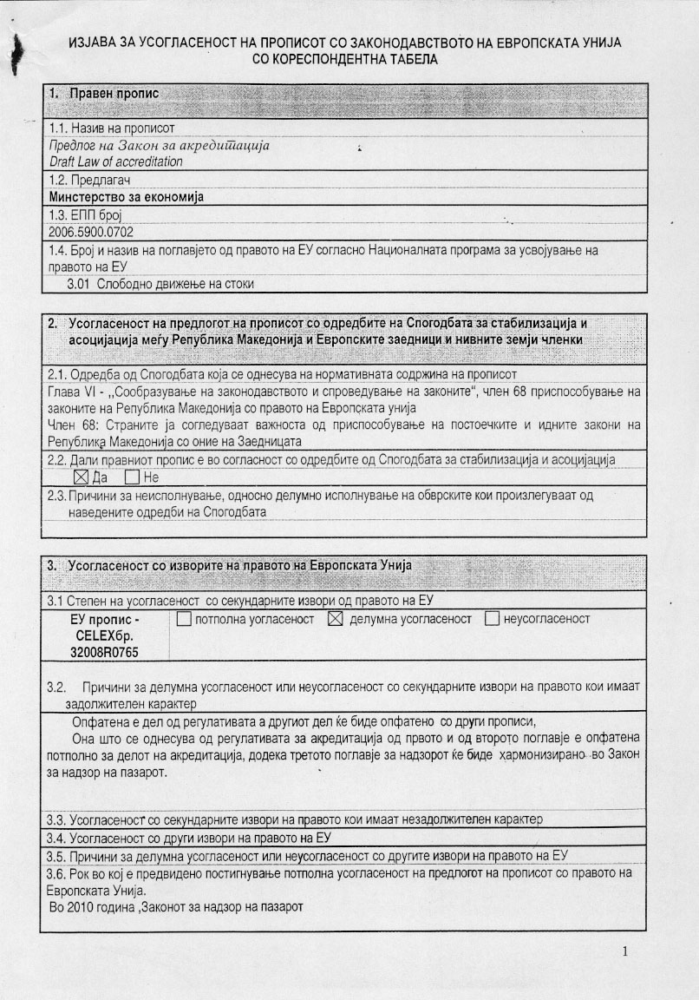 ИЗЈАВА ЗА УСОГЛАСЕНОСТ НА ПРОПИСОТ СО ЗАКОНОДАВСТВОТО НА ЕВРОПСКАТА УНИЈА
СО КОРЕСПОНДЕНТНА ТАБЕЛА
1. Правен пропис
1.1. Назив на прописот
Предлог на Закон за акредитација
Draft Law of accreditation
1.2. Предлагач
Минстерство за економија
1.3. ЕПП број
2006.5900.0702
1.4. Број и назив на поглавјето од правото на ЕУ согласно Националната програма за усвојување на
правото на ЕУ
3.01 Слободно движење на стоки
2. Усогласеност на предлогот на прописот со одредбите на Спогодбата за стабилизација и
асоцијација меѓу Република Македонија и Европските заедници и нивните земји членки
2.1. Одредба од Спогодбата која се однесува на нормативната содржина на прописот
Глава VI - ,,Сообразување на законодавството и спроведување на законите“, член 68 приспособување на
законите на Република Македонија со правото на Европската унија
Член 68: Страните ја согледуваат важноста од приспособување на постоечките и идните закони на
Република Македонија со оние на Заедницата
2.2. Дали правниот пропис е во согласност со одредбите од Спогодбата за стабилизација и асоцијација
Да Не
2.3. Причини за неисполнување, односно делумно исполнување на обврските кои произлегуваат од
наведените одредби на Спогодбата
3. Усогласеност со изворите на правото на Европската Унија
3.1 Степен на усогласеност со секундарните извори од правото на ЕУ
ЕУ пропис - потполна уогласеност делумна усогласеност неусогласеност
CELEXбр.
32008R0765
3.2. Причини за делумна усогласеност или неусогласеност со секундарните извори на правото кои имаат
задолжителен карактер
Опфатена е дел од регулативата а другиот дел ќе биде опфатено со други прописи,
Она што се однесува од регулативата за акредитација од првото и од второто поглавје е опфатена
потполно за делот на акредитација, додека третото поглавје за надзорот ќе биде хармонизирано во Закон
за надзор на пазарот.
3.3. Усогласеност со секундарните извори на правото кои имаат незадолжителен карактер
3.4. Усогласеност со други извори на правото на ЕУ
3.5. Причини за делумна усогласеност или неусогласеност со другите извори на правото на ЕУ
3.6. Рок во кој е предвидено постигнување потполна усогласеност на предлогот на прописот со правото на
Европската Унија.
Во 2010 година ,Законот за надзор на пазарот
1